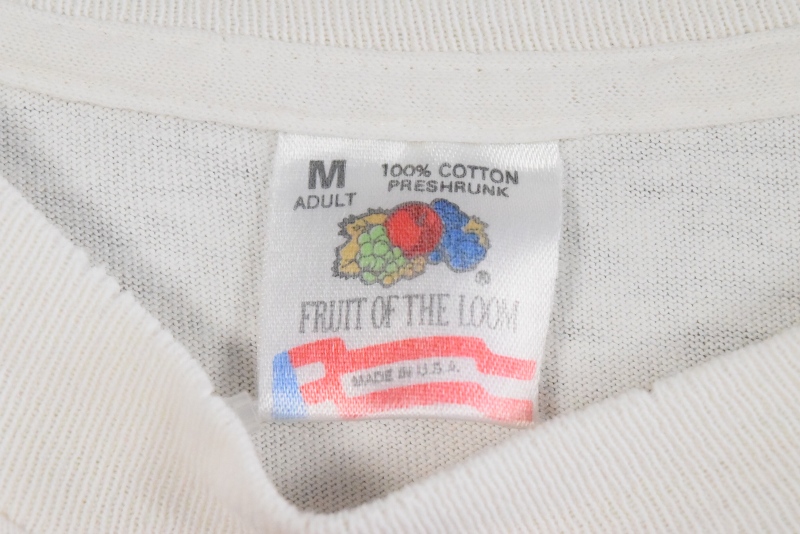 M
ADULT
100% COTTON
PRESHRUNK
®
FRUIT OF THE LOOM
MADE IN U.S.A.